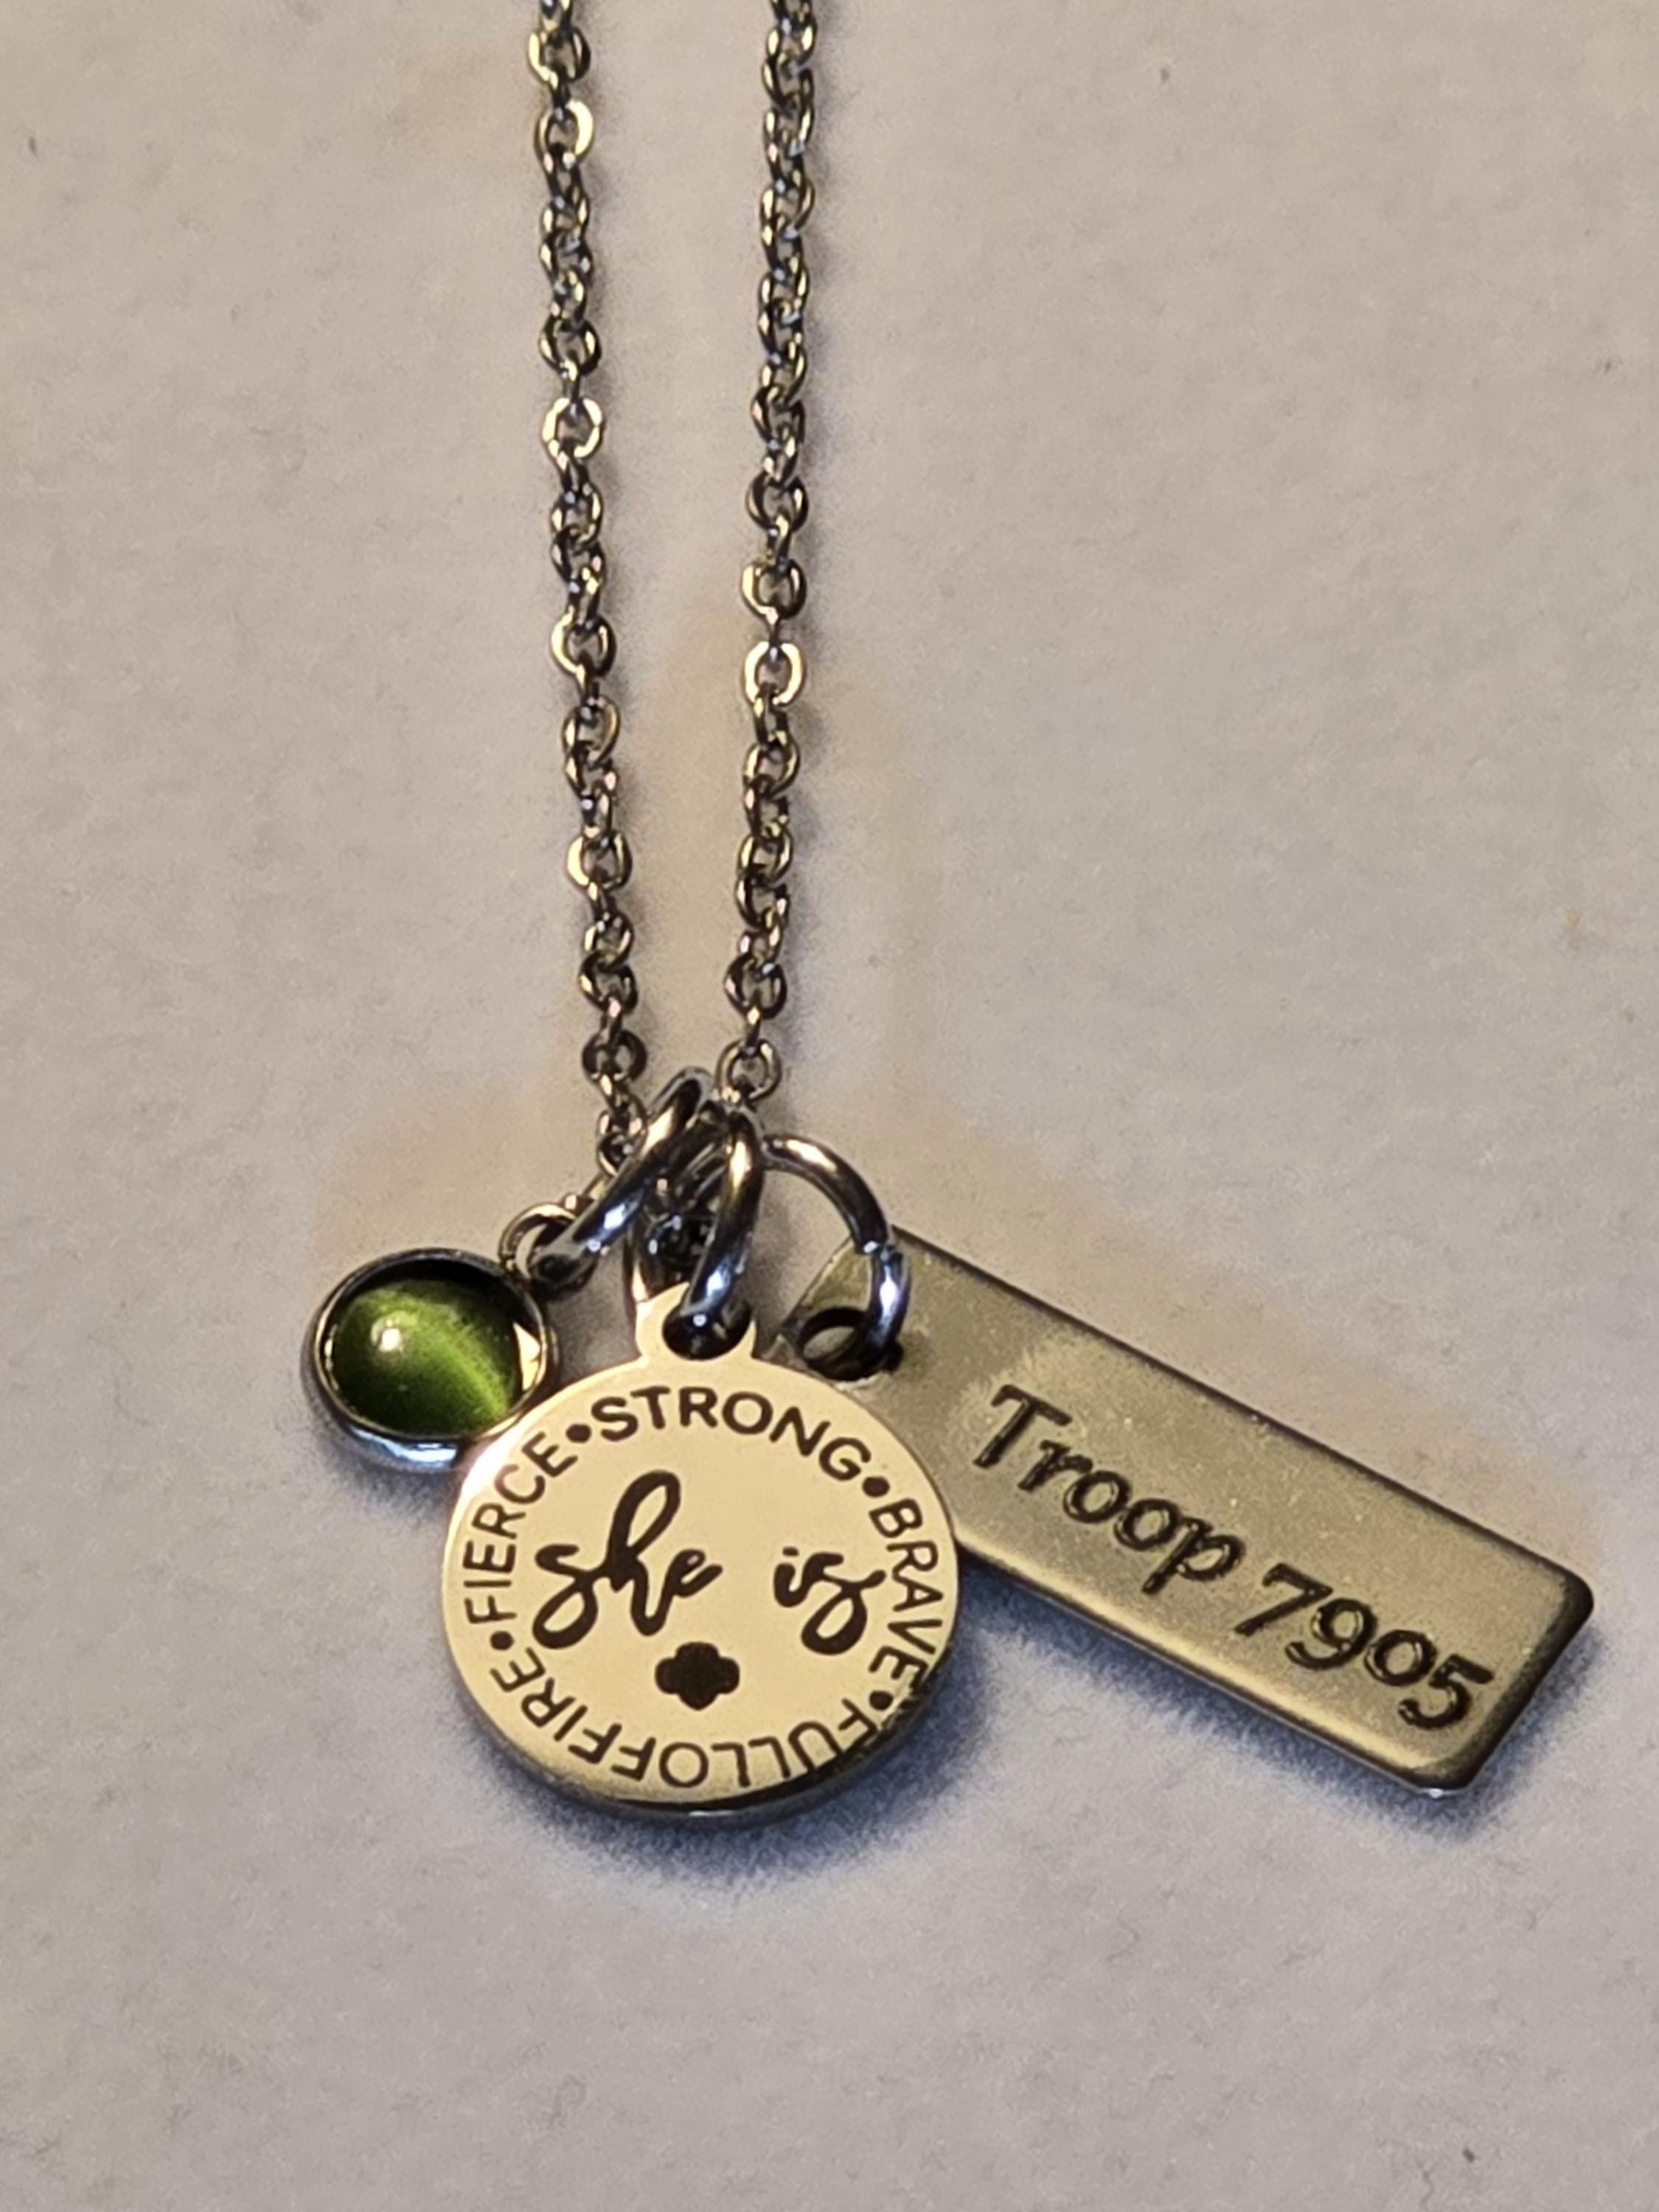 •STRONG•BRAVE•FULLOFFIRE•FIERCE
she is
Troop 7905